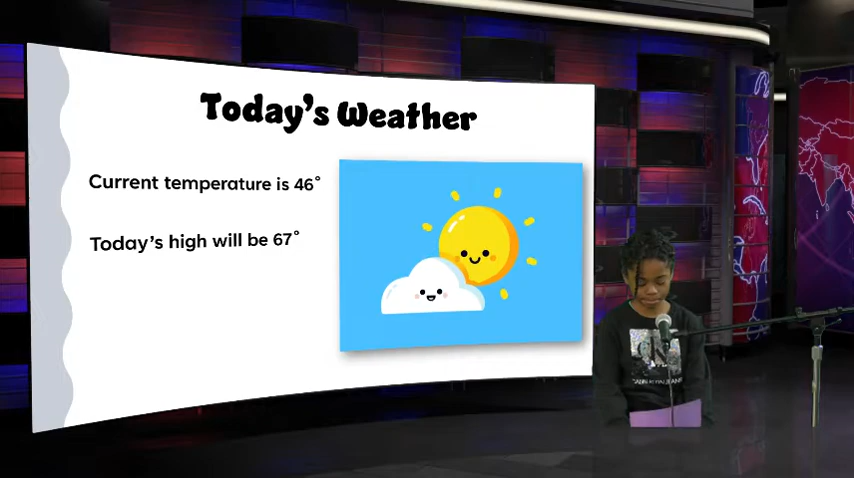 Today's Weather
Current temperature is 46°
Today's high will be 67°